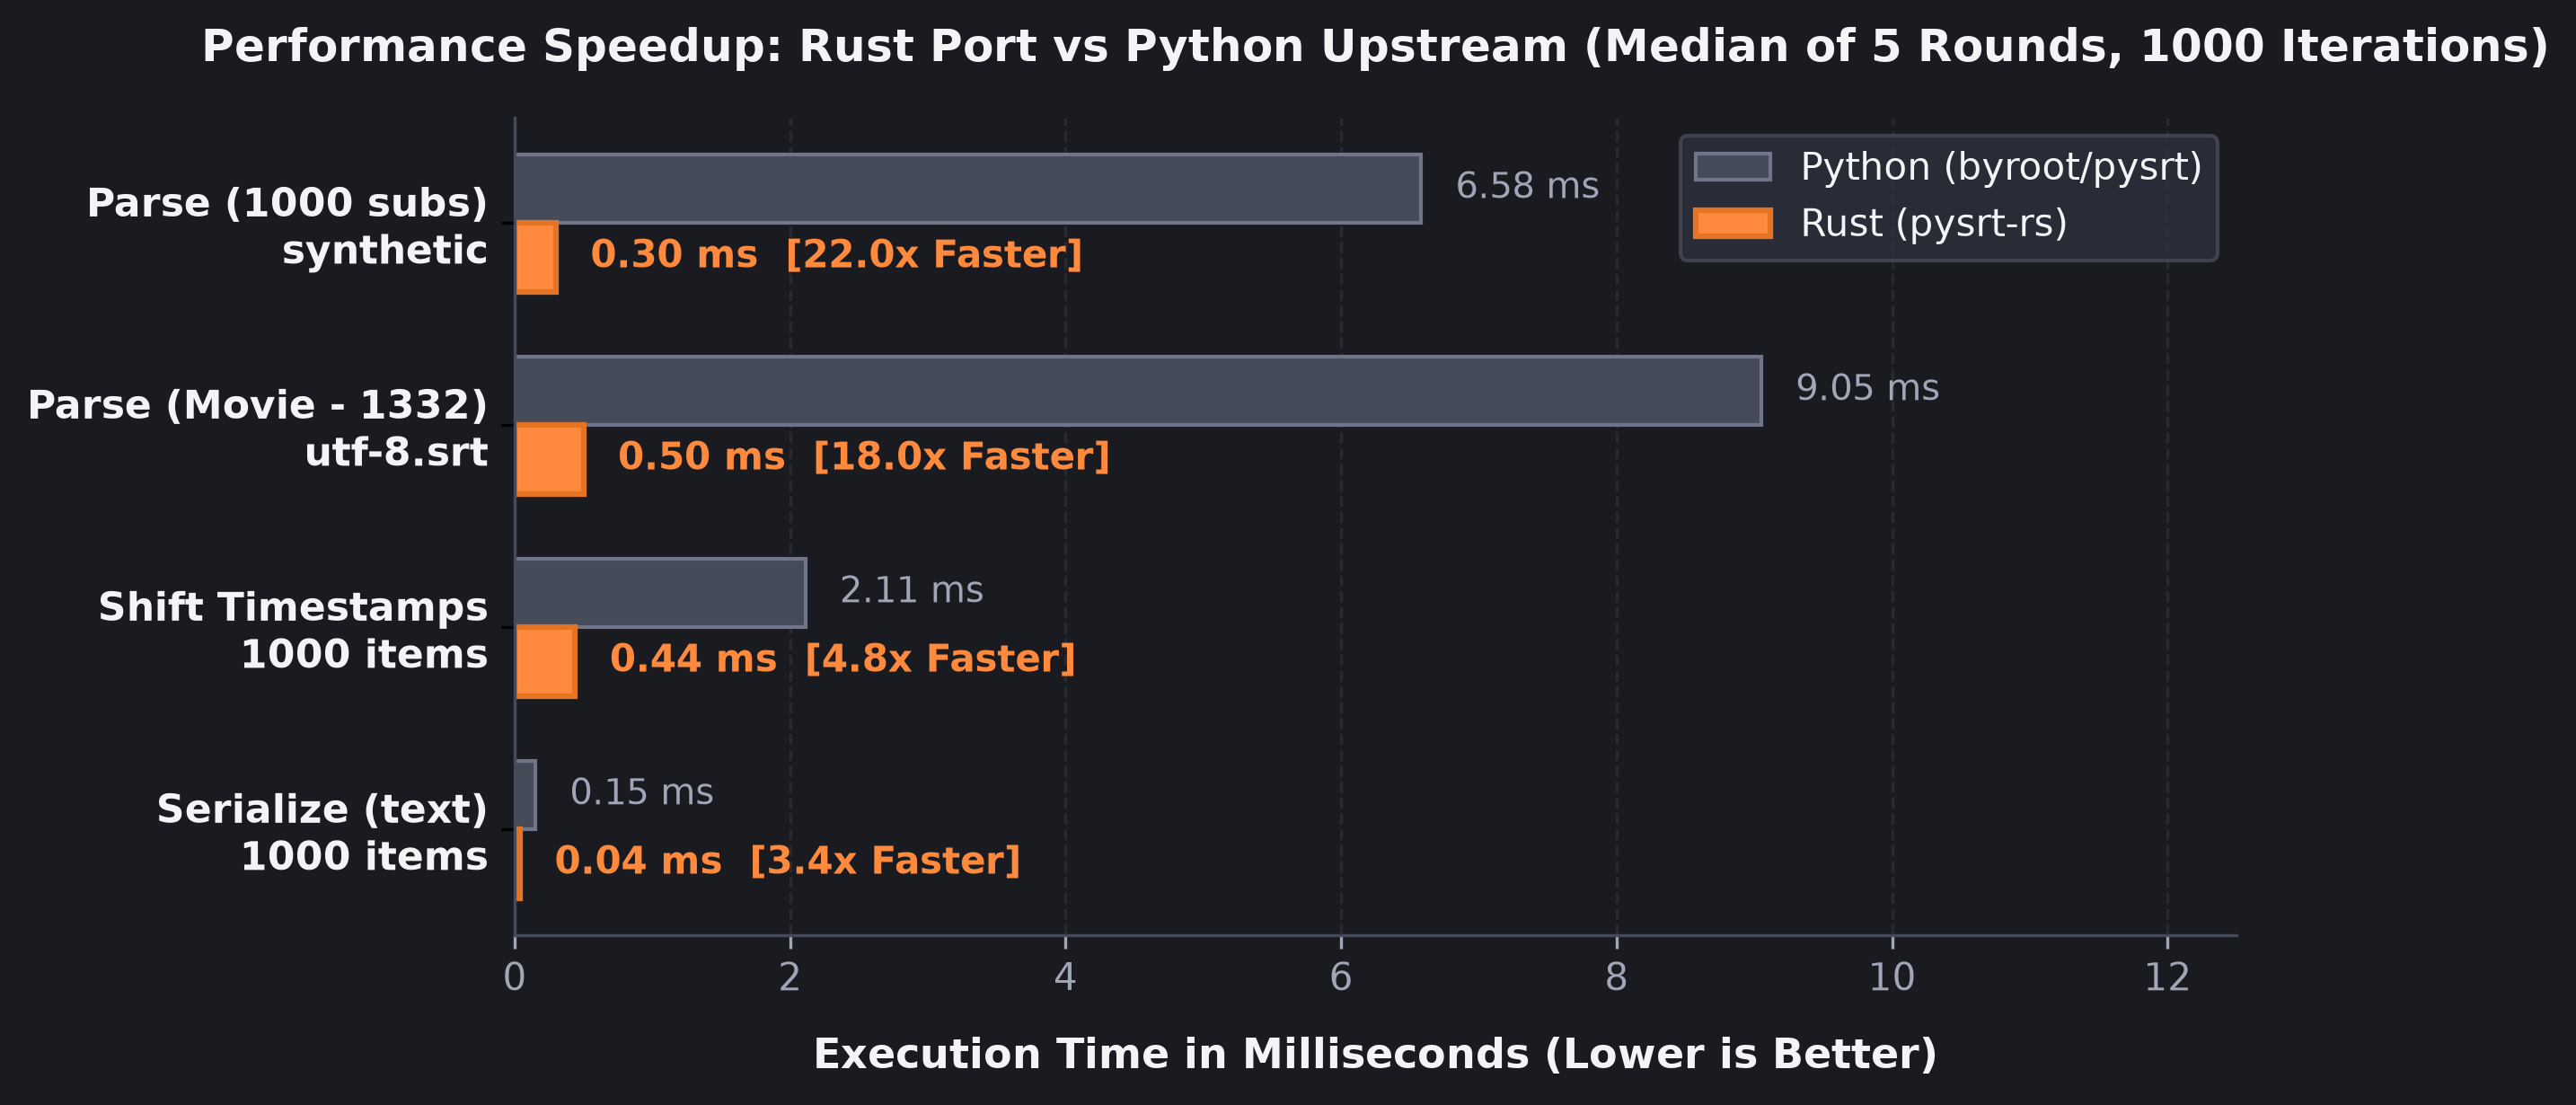 Performance Speedup: Rust Port vs Python Upstream (Median of 5 Rounds, 1000 Iterations)
Python (byroot/pysrt)
Rust (pysrt-rs)
Parse (1000 subs)
synthetic
6.58 ms
0.30 ms [22.0x Faster]
Parse (Movie - 1332)
utf-8.srt
9.05 ms
0.50 ms [18.0x Faster]
Shift Timestamps
1000 items
2.11 ms
0.44 ms [4.8x Faster]
Serialize (text)
1000 items
0.15 ms
0.04 ms [3.4x Faster]
0 2 4 6 8 10 12
Execution Time in Milliseconds (Lower is Better)